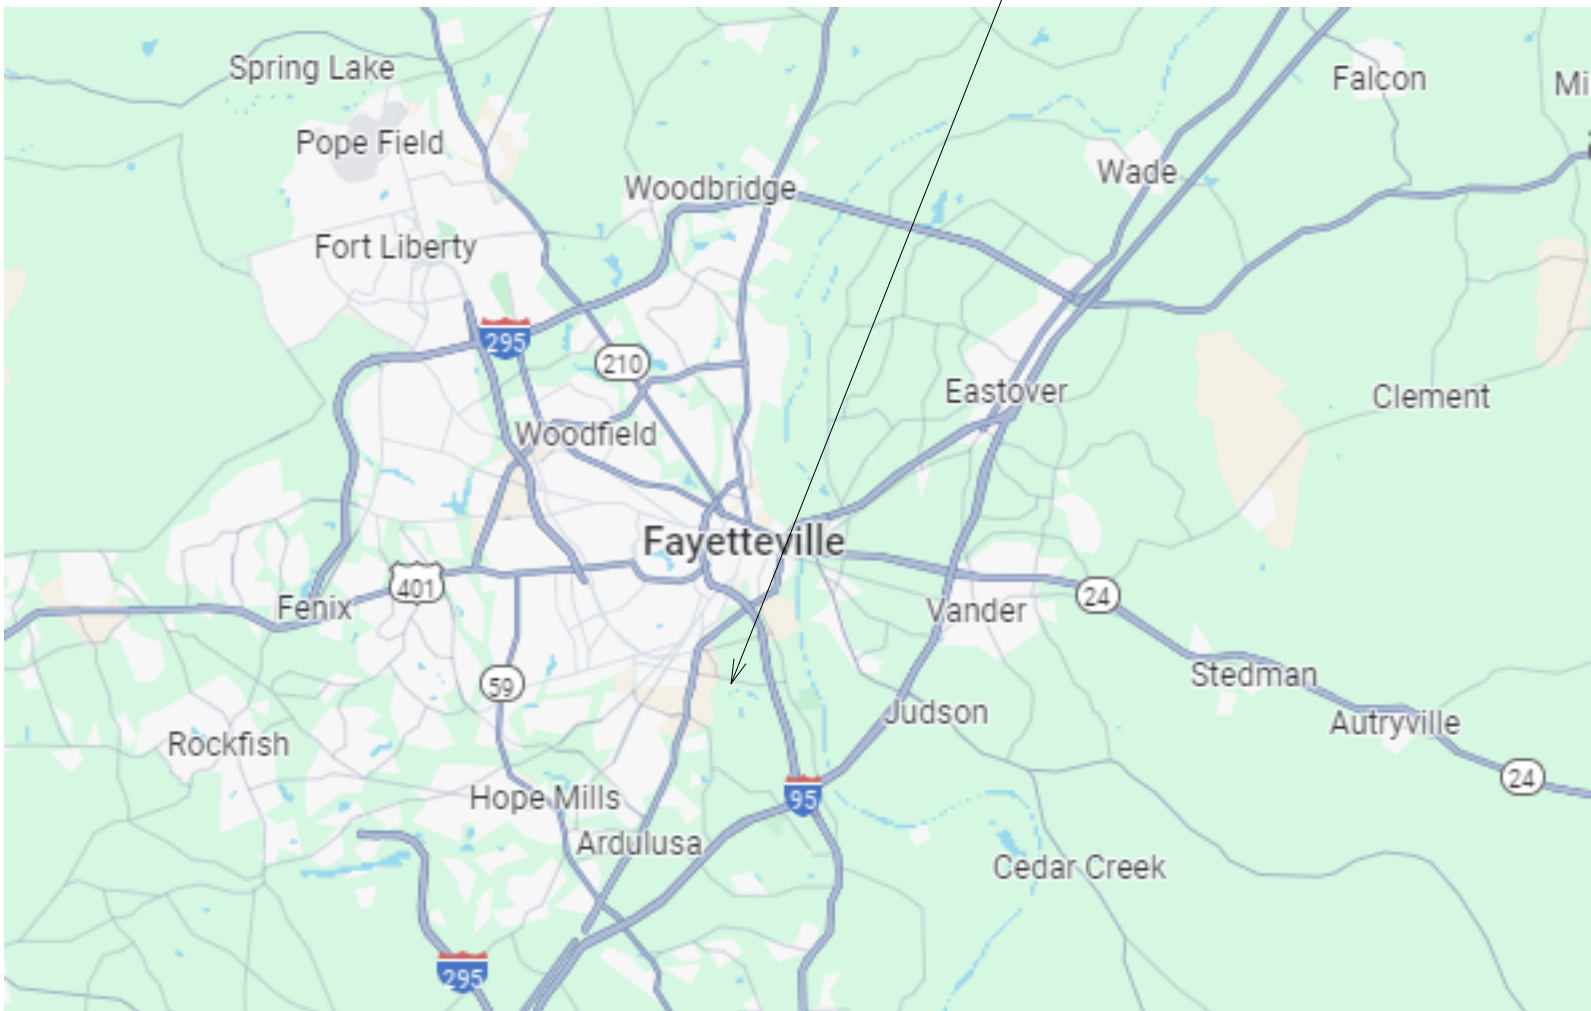 Spring Lake
Falcon
Mi
Pope Field
Wade
Woodbridge
Fort Liberty
295
210
Eastover
Clement
Woodfield
Fayetteville
401
24
Fenix
Vander
Stedman
59
Judson
Autryville
Rockfish
24
Hope Mills
95
Ardulusa
Cedar Creek
295